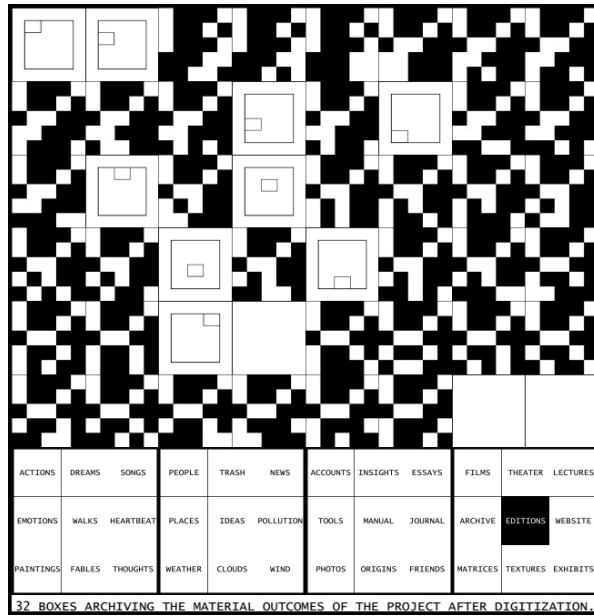 ACTIONS DREAMS SONGS PEOPLE TRASH NEWS ACCOUNTS INSIGHTS ESSAYS FILMS THEATER LECTURES
EMOTIONS WALKS HEARTBEAT PLACES IDEAS POLLUTION TOOLS MANUAL JOURNAL ARCHIVE EDITIONS WEBSITE
PAINTINGS FABLES THOUGHTS WEATHER CLOUDS WIND PHOTOS ORIGINS FRIENDS MATRICES TEXTURES EXHIBITS
32 BOXES ARCHIVING THE MATERIAL OUTCOMES OF THE PROJECT AFTER DIGITIZATION.